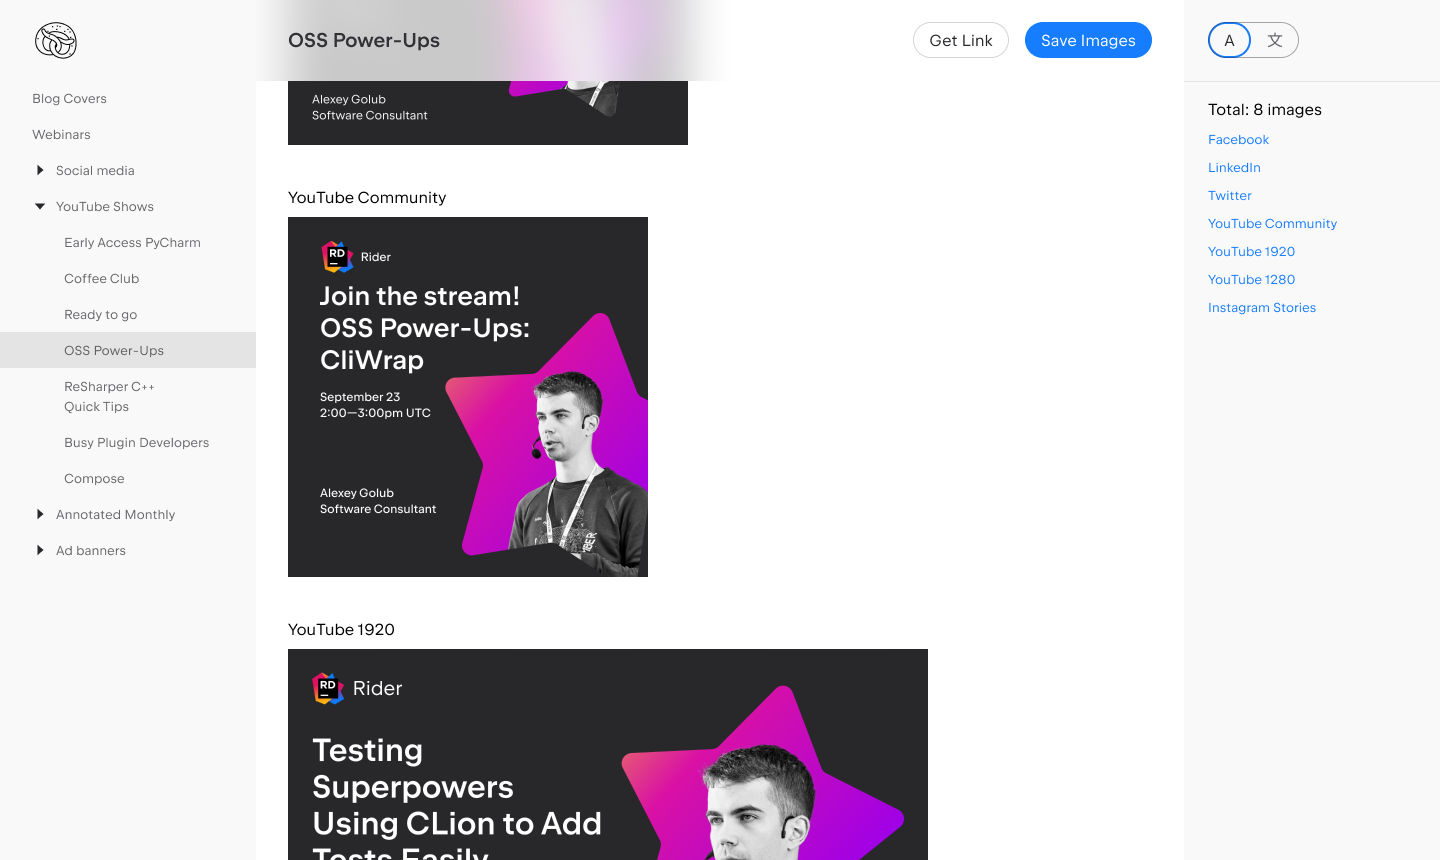 Blog Covers
Webinars
Social media
YouTube Shows
Early Access PyCharm
Coffee Club
Ready to go
OSS Power-Ups
ReSharper C++
Quick Tips
Busy Plugin Developers
Compose
Annotated Monthly
Ad banners
OSS Power-Ups
Get Link
Save Images
Alexey Golub
Software Consultant
YouTube Community
RD
Rider
Join the stream!
OSS Power-Ups:
CliWrap
September 23
2:00—3:00pm UTC
Alexey Golub
Software Consultant
YouTube 1920
RD
Rider
Testing
Superpowers
Using CLion to Add
Tests Easily
A
文
Total: 8 images
Facebook
LinkedIn
Twitter
YouTube Community
YouTube 1920
YouTube 1280
Instagram Stories